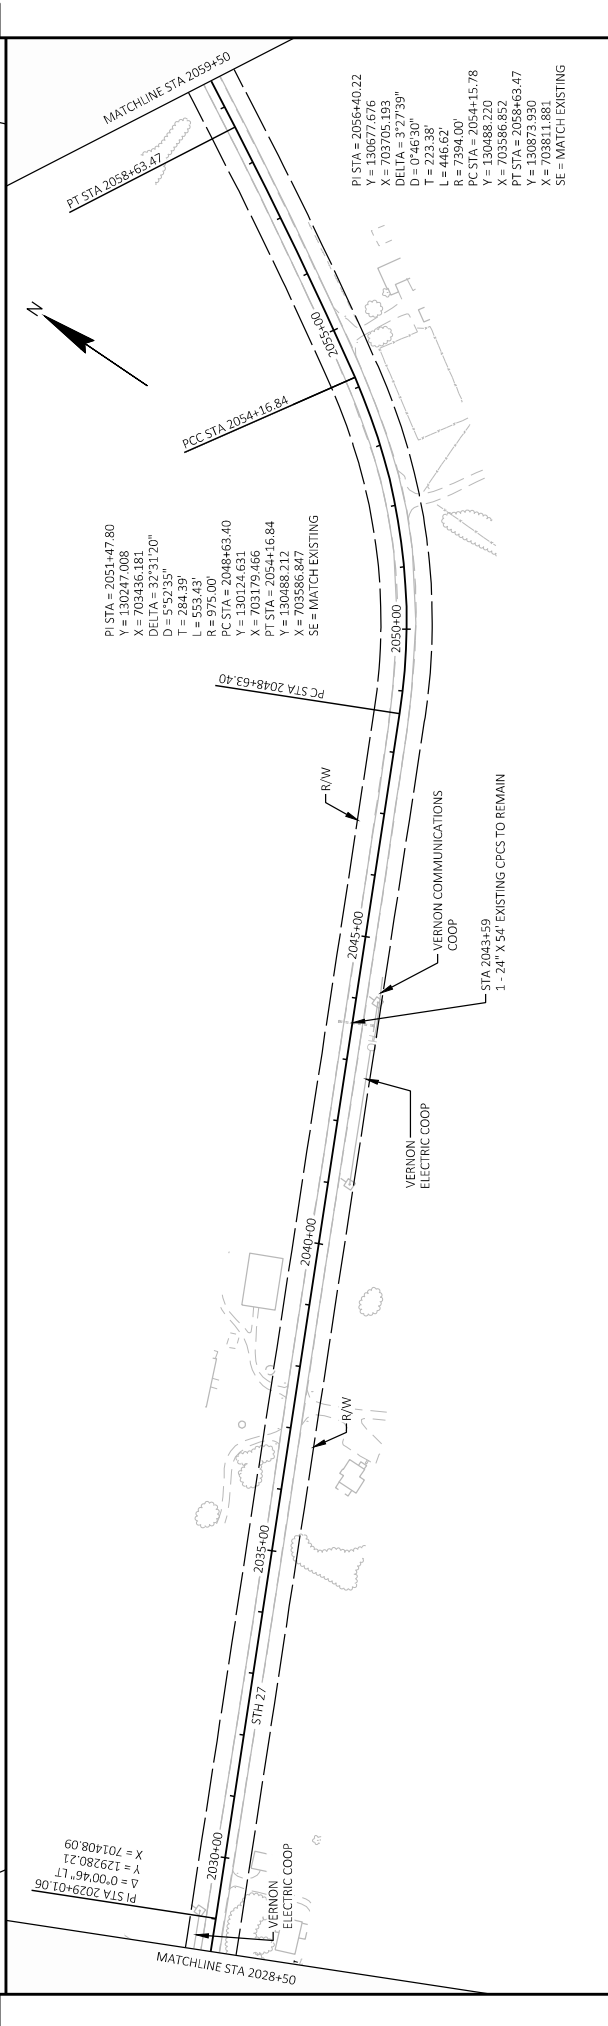 MATCHLINE STA 2059+50
PT STA 2058+63.47
N
PI STA = 2056+40.22
Y = 130677.676
X = 703705.193
DELTA = 3°27'39"
D = 0°46'30"
T = 223.38'
L = 446.62'
R = 7394.00'
PC STA = 2054+15.78
Y = 130488.220
X = 703586.852
PT STA = 2058+63.47
Y = 130873.930
X = 703811.881
SE = MATCH EXISTING
2055+00
PCC STA 2054+16.84
PI STA = 2051+47.80
Y = 130247.008
X = 703436.181
DELTA = 32°31'20"
D = 5°52'35"
T = 284.39'
L = 553.43'
R = 975.00'
PC STA = 2048+63.40
Y = 130124.631
X = 703179.466
PT STA = 2054+16.84
Y = 130488.212
X = 703586.847
SE = MATCH EXISTING
2050+00
PC STA 2048+63.40
R/W
VERNON COMMUNICATIONS
COOP
2045+00
STA 2043+59
1 - 24" X 54' EXISTING CPCS TO REMAIN
VERNON
ELECTRIC COOP
2040+00
R/W
2035+00
STH 27
2030+00
PI STA 2029+01.06
Δ = 0°00'46" LT
Y = 129280.21
X = 701408.09
VERNON
ELECTRIC COOP
MATCHLINE STA 2028+50